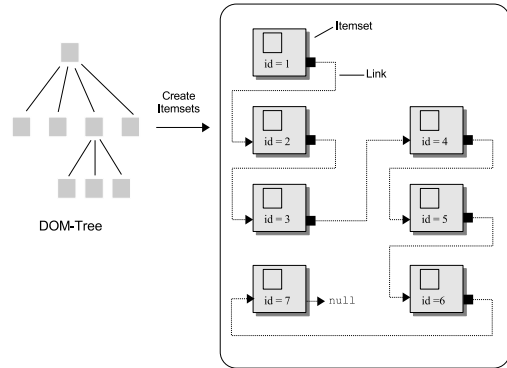 Itemset
id = 1
Link
Create
Itemsets
id = 2
id = 4
id = 3
id = 5
DOM-Tree
id = 7
null
id =6